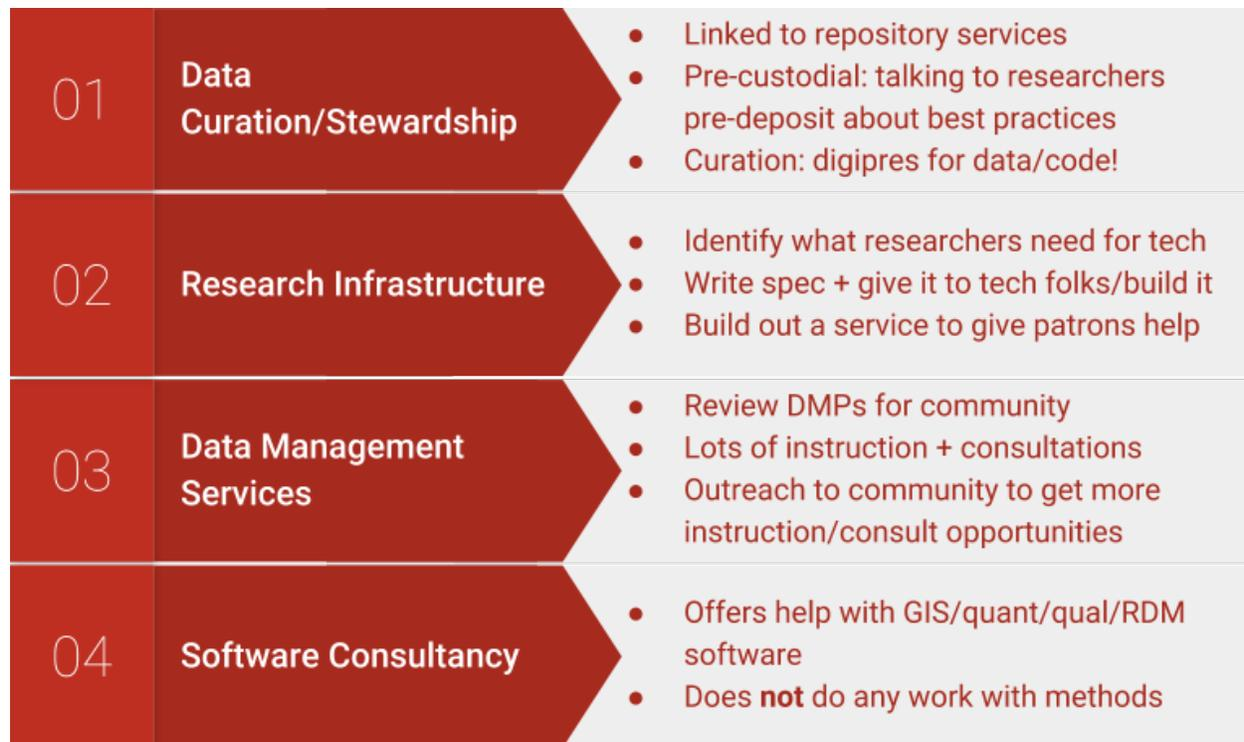 01
Data
Curation/Stewardship
● Linked to repository services
● Pre-custodial: talking to researchers
pre-deposit about best practices
● Curation: digipres for data/code!
02
Research Infrastructure
● Identify what researchers need for tech
● Write spec + give it to tech folks/build it
● Build out a service to give patrons help
03
Data Management
Services
● Review DMPs for community
● Lots of instruction + consultations
● Outreach to community to get more
instruction/consult opportunities
04
Software Consultancy
● Offers help with GIS/quant/qual/RDM
software
● Does not do any work with methods